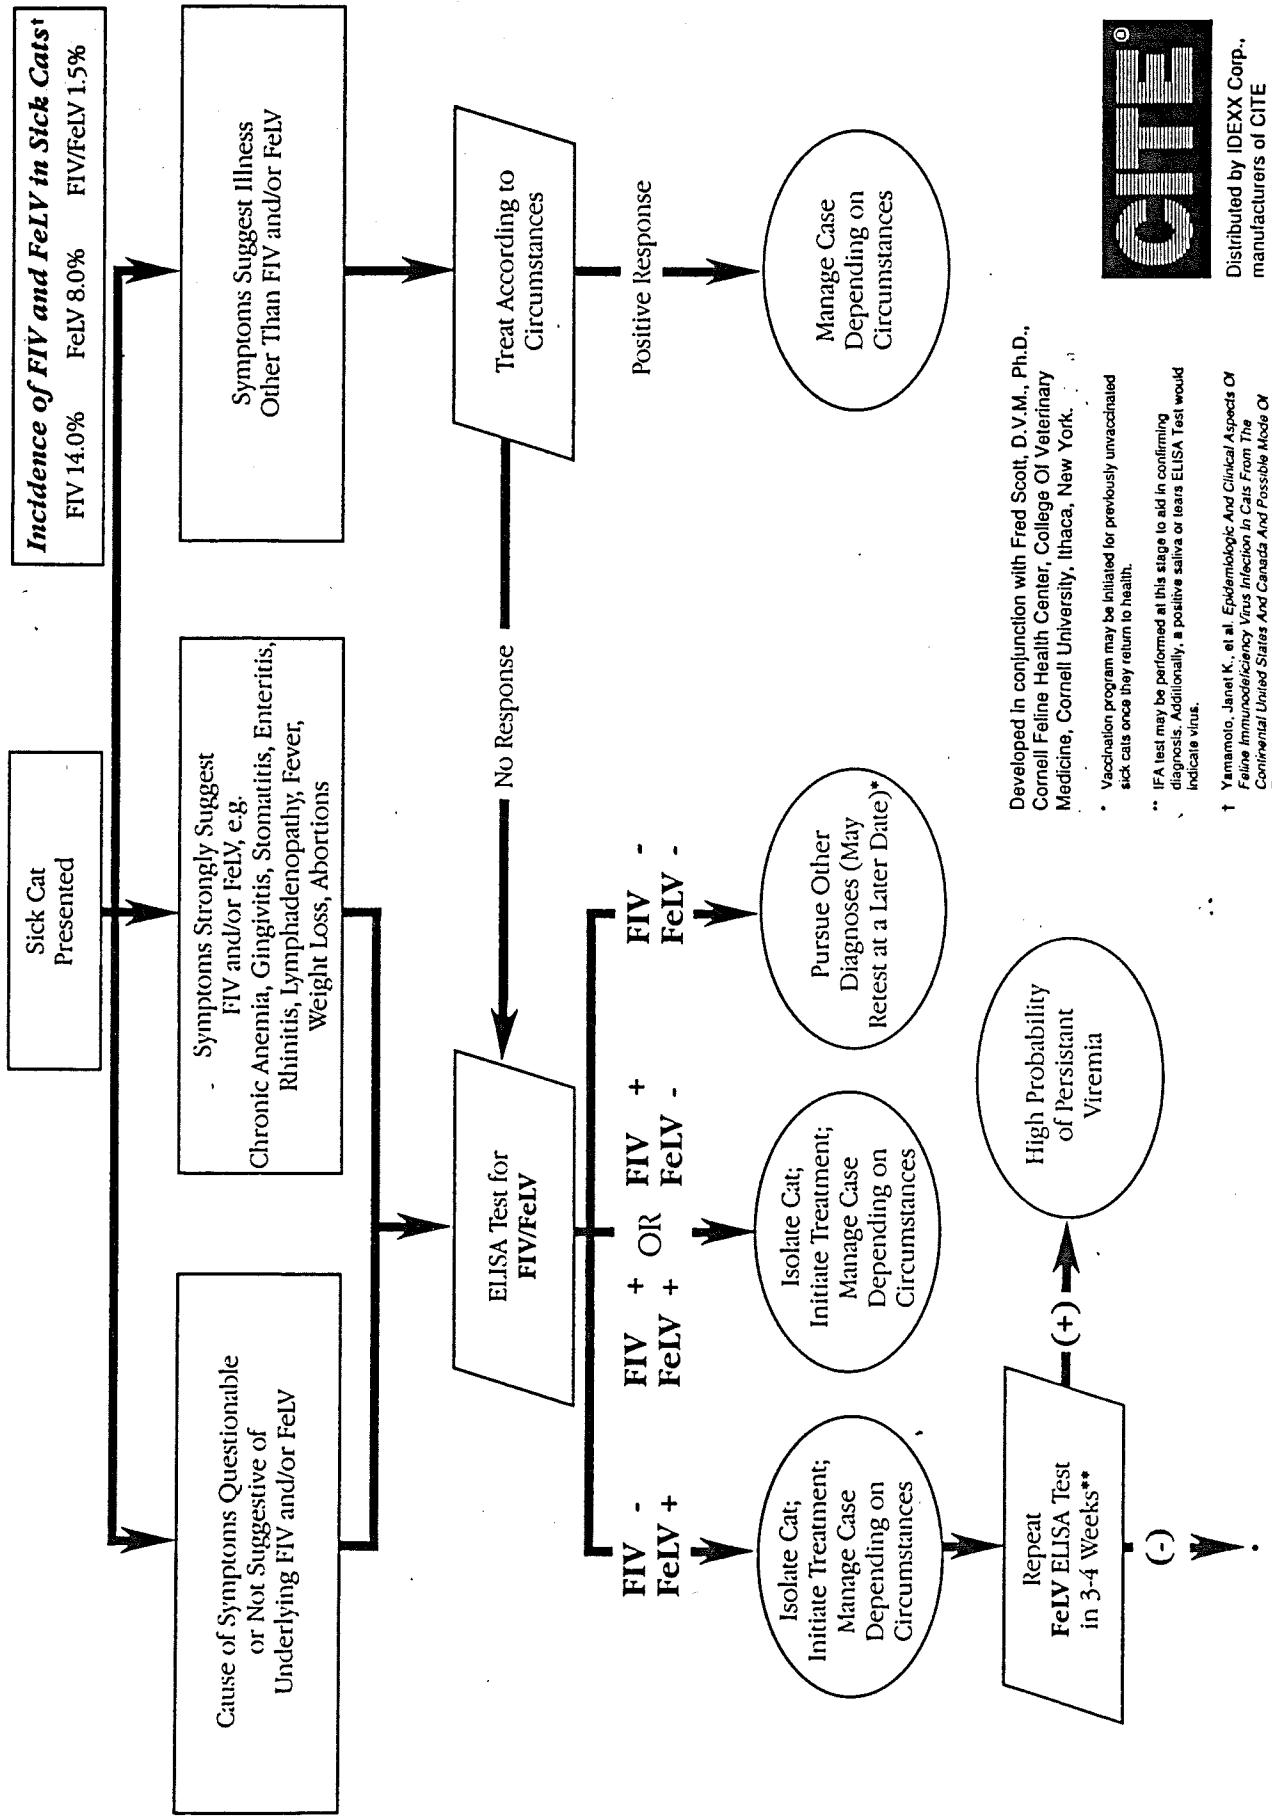 Sick Cat
Presented
Incidence of FIV and FeLV in Sick Cats†
FIV 14.0% FeLV 8.0% FIV/FeLV 1.5%
Cause of Symptoms Questionable
or Not Suggestive of
Underlying FIV and/or FeLV
Symptoms Strongly Suggest
FIV and/or FeLV, e.g.
Chronic Anemia, Gingivitis, Stomatitis, Enteritis,
Rhinitis, Lymphadenopathy, Fever,
Weight Loss, Abortions
Symptoms Suggest Illness
Other Than FIV and/or FeLV
ELISA Test for
FIV/FeLV
No Response
Treat According to
Circumstances
Positive Response
FIV -
FeLV +
FIV +
FeLV +
OR
FIV +
FeLV -
FIV -
FeLV -
Isolate Cat;
Initiate Treatment;
Manage Case
Depending on
Circumstances
Isolate Cat;
Initiate Treatment;
Manage Case
Depending on
Circumstances
Pursue Other
Diagnoses (May
Retest at a Later Date)*
Manage Case
Depending on
Circumstances
Repeat
FeLV ELISA Test
in 3-4 Weeks**
(+)
High Probability
of Persistant
Viremia
(-)
Developed in conjunction with Fred Scott, D.V.M., Ph.D.,
Cornell Feline Health Center, College Of Veterinary
Medicine, Cornell University, Ithaca, New York.
* Vaccination program may be initiated for previously unvaccinated
sick cats once they return to health.
** IFA test may be performed at this stage to aid in confirming
diagnosis. Additionally, a positive saliva or tears ELISA Test would
indicate virus.
† Yamamoto, Janet K., et al. Epidemiologic And Clinical Aspects Of
Feline Immunodeficiency Virus Infection In Cats From The
Continental United States And Canada And Possible Mode Of
CITE®
Distributed by IDEXX Corp.,
manufacturers of CITE